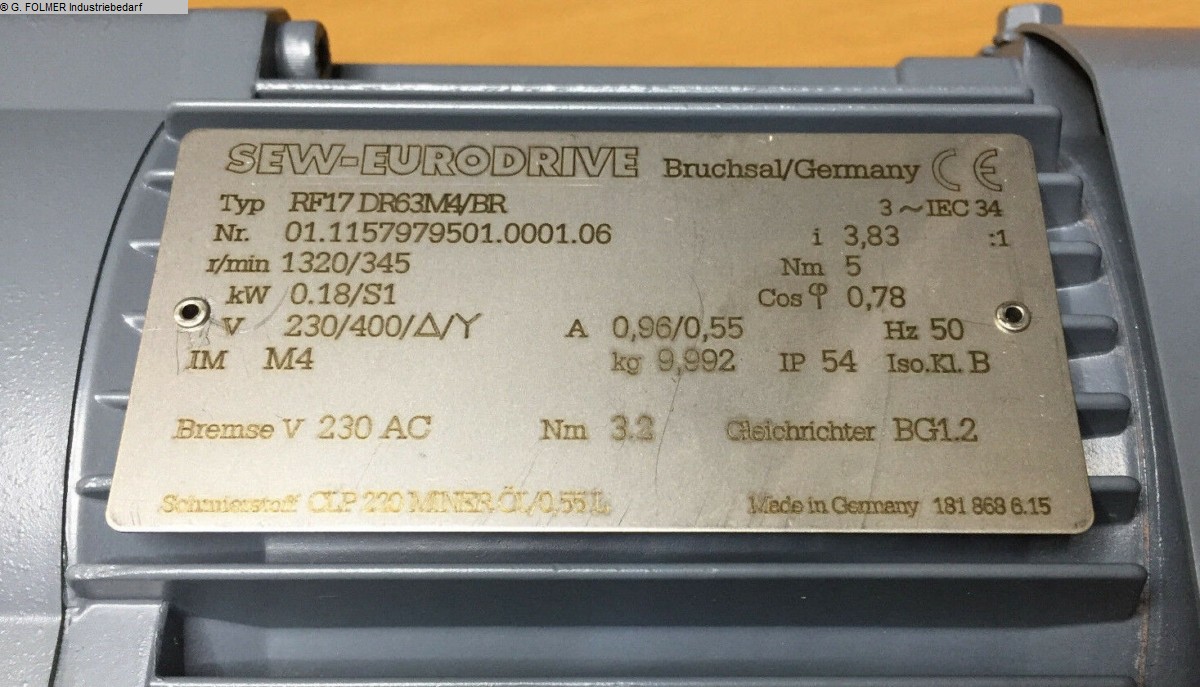 ® G. FOLMER Industriebedarf
SEW-EURODRIVE Bruchsal/Germany CE
Typ RF17 DR63M4/BR 3 ~ IEC 34
Nr. 01.1157979501.0001.06 i 3,83 :1
r/min 1320/345 Nm 5
kW 0.18/S1 Cos φ 0,78
V 230/400/△/Y A 0,96/0,55 Hz 50
IM M4 kg 9,992 IP 54 Iso.Kl. B
Bremse V 230 AC Nm 3.2 Gleichrichter BG1.2
Schmierstoff CLP 220 MINER.ÖL/0,55 L Made in Germany 181 868 6.15